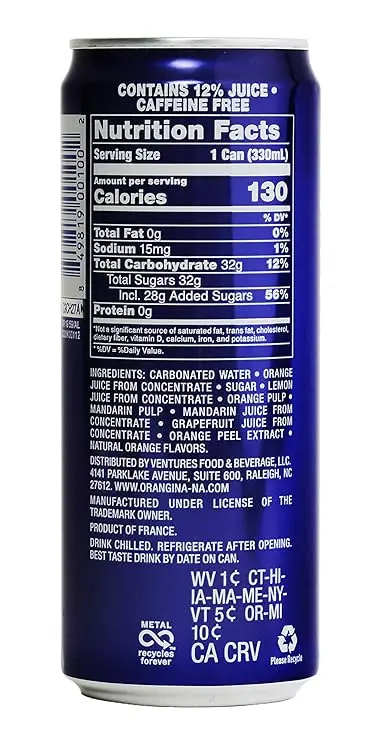 CONTAINS 12% JUICE •
CAFFEINE FREE
Nutrition Facts
Serving Size 1 Can (330mL)
Amount per serving
Calories 130
% DV*
Total Fat 0g 0%
Sodium 15mg 1%
Total Carbohydrate 32g 12%
Total Sugars 32g
Incl. 28g Added Sugars 56%
Protein 0g
*Not a significant source of saturated fat, trans fat, cholesterol,
dietary fiber, vitamin D, calcium, iron, and potassium.
*%DV = %Daily Value.
INGREDIENTS: CARBONATED WATER • ORANGE
JUICE FROM CONCENTRATE • SUGAR • LEMON
JUICE FROM CONCENTRATE • ORANGE PULP •
MANDARIN PULP • MANDARIN JUICE FROM
CONCENTRATE • GRAPEFRUIT JUICE FROM
CONCENTRATE • ORANGE PEEL EXTRACT •
NATURAL ORANGE FLAVORS.
DISTRIBUTED BY VENTURES FOOD & BEVERAGE, LLC.
4141 PARKLAKE AVENUE, SUITE 600, RALEIGH, NC
27612. WWW.ORANGINA-NA.COM
MANUFACTURED UNDER LICENSE OF THE
TRADEMARK OWNER.
PRODUCT OF FRANCE.
DRINK CHILLED. REFRIGERATE AFTER OPENING.
BEST TASTE DRINK BY DATE ON CAN.
WV 1¢ CT-HI-
IA-MA-ME-NY-
VT 5¢ OR-MI
10¢
CA CRV
METAL
TM
recycles
forever
Please Recycle
8 49819 00100 2